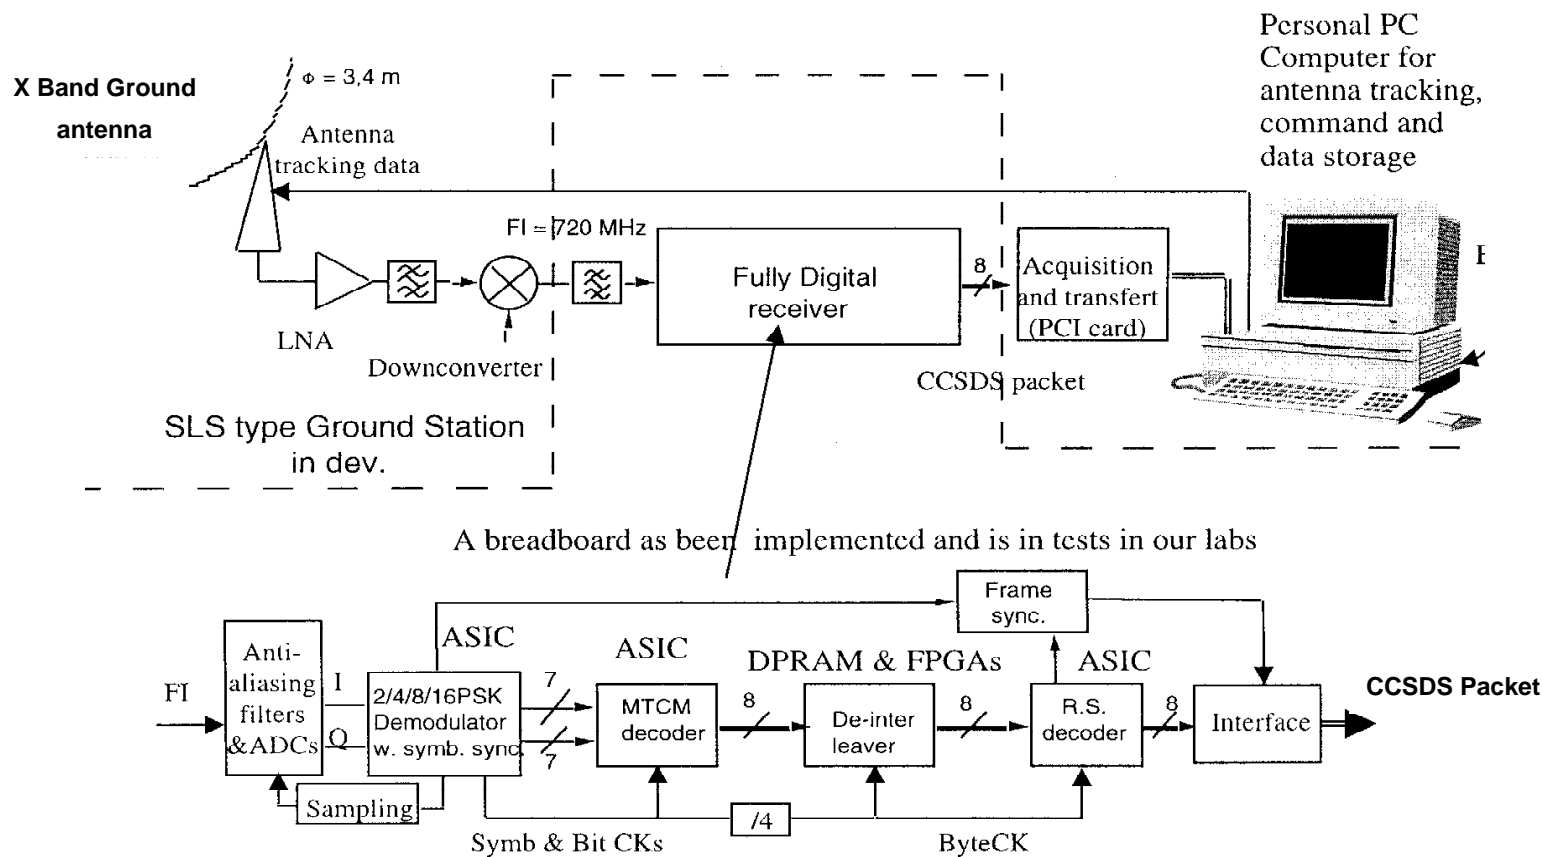 X Band Ground
antenna
Φ = 3,4 m
Antenna
tracking data
Personal PC
Computer for
antenna tracking,
command and
data storage
FI = 720 MHz
LNA
Downconverter
Fully Digital
receiver
8
Acquisition
and transfert
(PCI card)
CCSDS packet
E
SLS type Ground Station
in dev.
A breadboard as been implemented and is in tests in our labs
FI
Anti-
aliasing
filters
&ADCs
I
Q
Sampling
ASIC
2/4/8/16PSK
Demodulator
w. symb. sync.
7
7
ASIC
MTCM
decoder
8
DPRAM & FPGAs
De-inter
leaver
8
Frame
sync.
ASIC
R.S.
decoder
8
Interface
CCSDS Packet
Symb & Bit CKs
/4
ByteCK